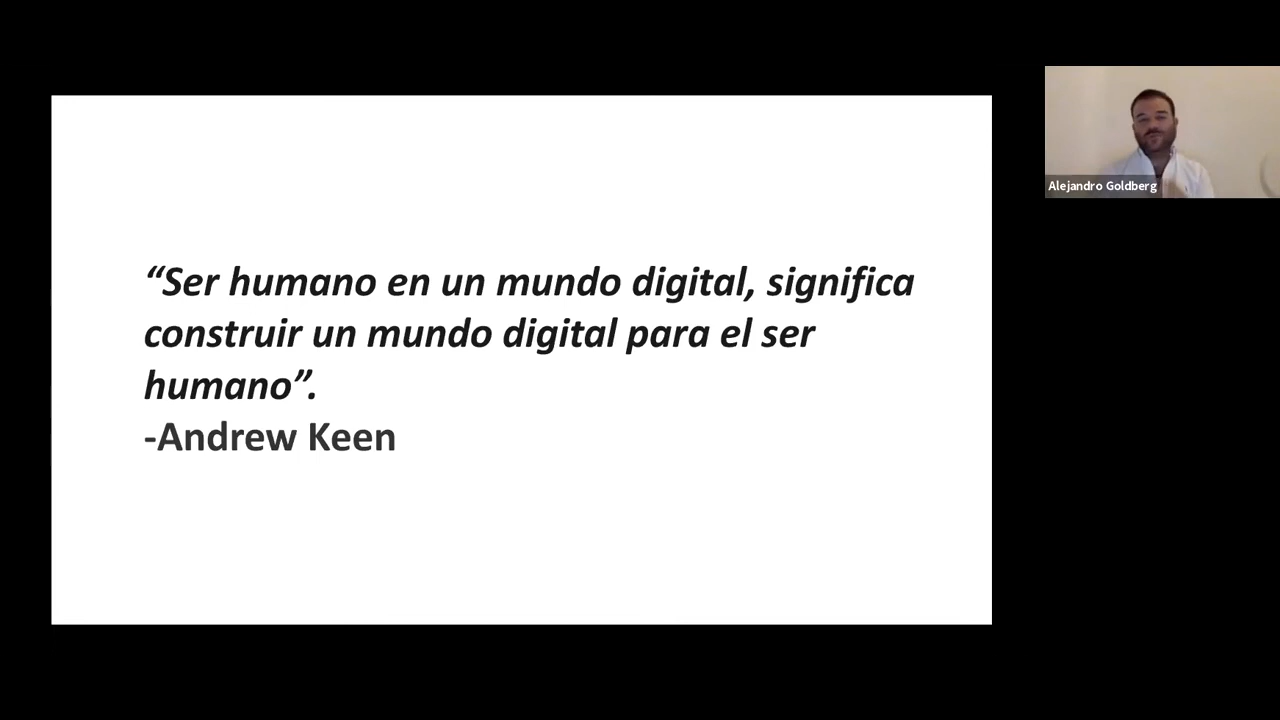 “Ser humano en un mundo digital, significa
construir un mundo digital para el ser
humano”.
-Andrew Keen
Alejandro Goldberg